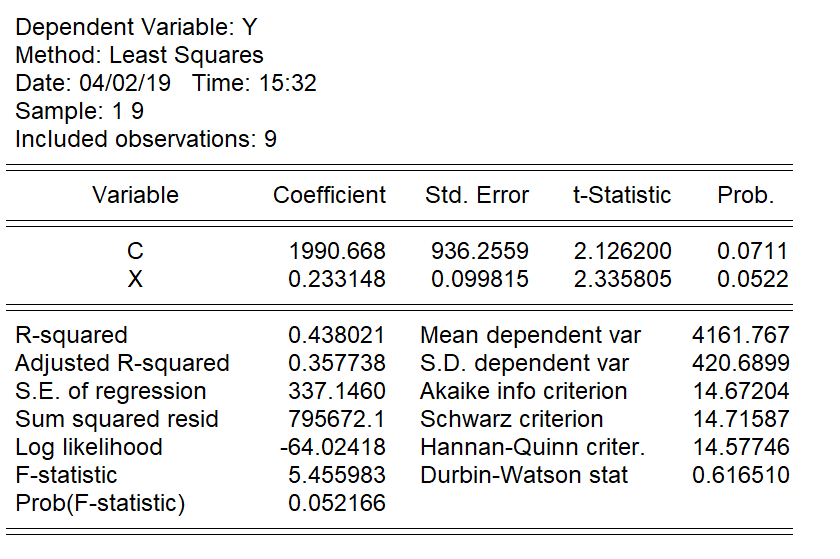 Dependent Variable: Y
Method: Least Squares
Date: 04/02/19 Time: 15:32
Sample: 1 9
Included observations: 9
Variable Coefficient Std. Error t-Statistic Prob.
C 1990.668 936.2559 2.126200 0.0711
X 0.233148 0.099815 2.335805 0.0522
R-squared 0.438021 Mean dependent var 4161.767
Adjusted R-squared 0.357738 S.D. dependent var 420.6899
S.E. of regression 337.1460 Akaike info criterion 14.67204
Sum squared resid 795672.1 Schwarz criterion 14.71587
Log likelihood -64.02418 Hannan-Quinn criter. 14.57746
F-statistic 5.455983 Durbin-Watson stat 0.616510
Prob(F-statistic) 0.052166